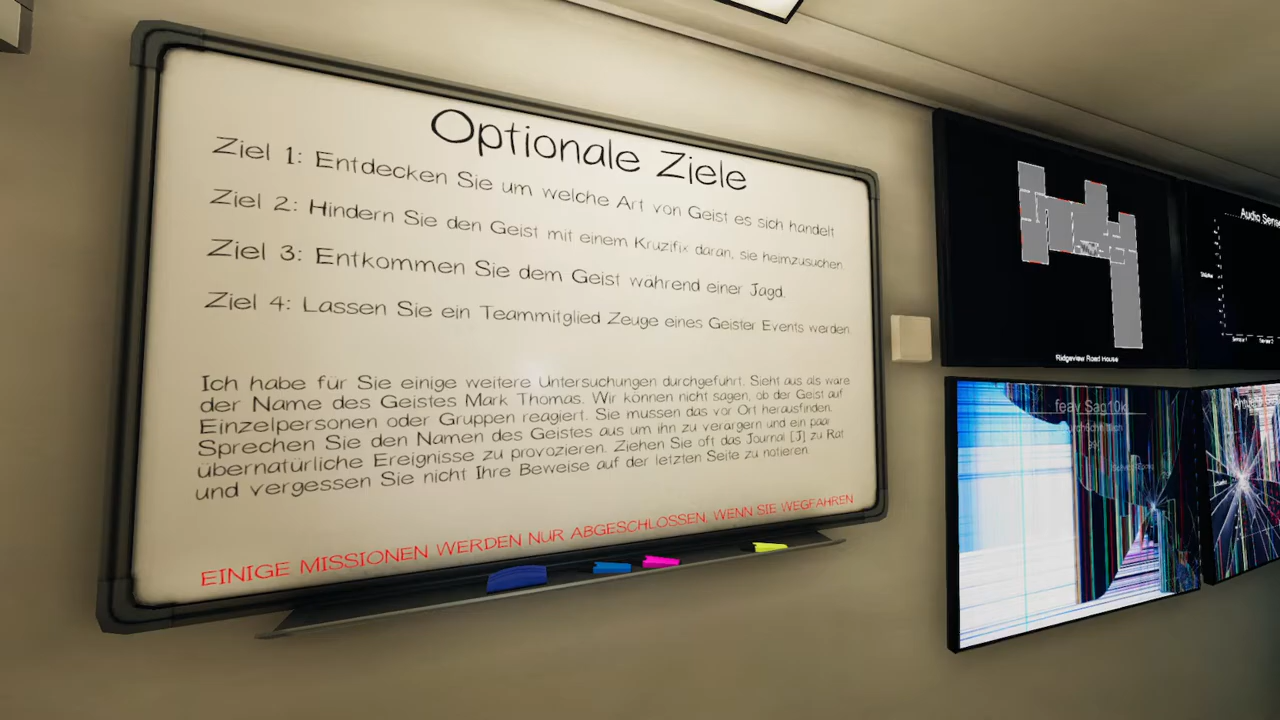 Optionale Ziele
Ziel 1: Entdecken Sie um welche Art von Geist es sich handelt
Ziel 2: Hindern Sie den Geist mit einem Kruzifix daran, sie heimzusuchen.
Ziel 3: Entkommen Sie dem Geist während einer Jagd.
Ziel 4: Lassen Sie ein Teammitglied Zeuge eines Geister Events werden.
Ich habe für Sie einige weitere Untersuchungen durchgeführt. Sieht aus als wäre
der Name des Geistes Mark Thomas. Wir können nicht sagen, ob der Geist auf
Einzelpersonen oder Gruppen reagiert. Sie müssen das vor Ort herausfinden.
Sprechen Sie den Namen des Geistes aus um ihn zu verärgern und ein paar
übernatürliche Ereignisse zu provozieren. Ziehen Sie oft das Journal [J] zu Rat
und vergessen Sie nicht Ihre Beweise auf der letzten Seite zu notieren.
EINIGE MISSIONEN WERDEN NUR ABGESCHLOSSEN, WENN SIE WEGFAHREN
Ridgeview Road House
Audio